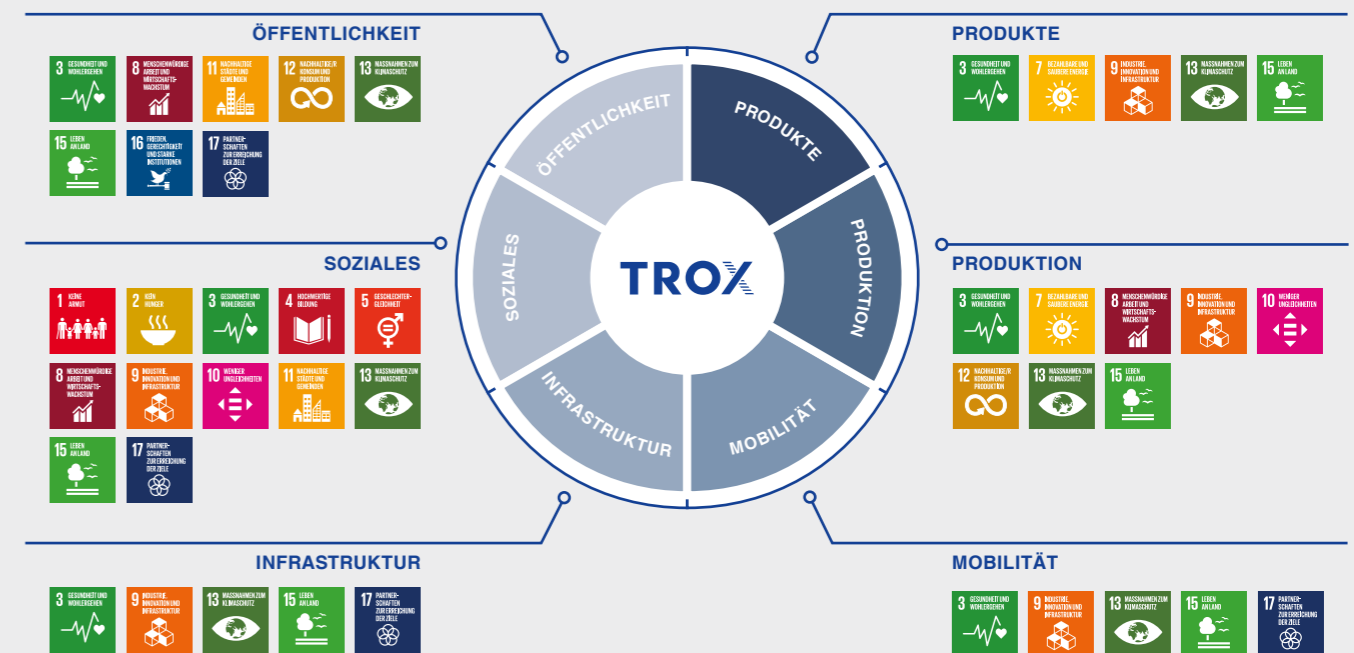 ÖFFENTLICHKEIT
3 GESUNDHEIT UND
WOHLERGEHEN
8 MENSCHENWÜRDIGE
ARBEIT UND
WIRTSCHAFTS-
WACHSTUM
11 NACHHALTIGE
STÄDTE UND
GEMEINDEN
12 NACHHALTIGE/R
KONSUM UND
PRODUKTION
13 MASSNAHMEN ZUM
KLIMASCHUTZ
15 LEBEN
AN LAND
16 FRIEDEN,
GERECHTIGKEIT
UND STARKE
INSTITUTIONEN
17 PARTNER-
SCHAFTEN
ZUR ERREICHUNG
DER ZIELE
SOZIALES
1 KEINE
ARMUT
2 KEIN
HUNGER
3 GESUNDHEIT UND
WOHLERGEHEN
4 HOCHWERTIGE
BILDUNG
5 GESCHLECHTER-
GLEICHHEIT
8 MENSCHENWÜRDIGE
ARBEIT UND
WIRTSCHAFTS-
WACHSTUM
9 INDUSTRIE,
INNOVATION UND
INFRASTRUKTUR
10 WENIGER
UNGLEICHHEITEN
11 NACHHALTIGE
STÄDTE UND
GEMEINDEN
13 MASSNAHMEN ZUM
KLIMASCHUTZ
15 LEBEN
AN LAND
17 PARTNER-
SCHAFTEN
ZUR ERREICHUNG
DER ZIELE
INFRASTRUKTUR
3 GESUNDHEIT UND
WOHLERGEHEN
9 INDUSTRIE,
INNOVATION UND
INFRASTRUKTUR
13 MASSNAHMEN ZUM
KLIMASCHUTZ
15 LEBEN
AN LAND
17 PARTNER-
SCHAFTEN
ZUR ERREICHUNG
DER ZIELE
ÖFFENTLICHKEIT
PRODUKTE
SOZIALES
TROX
PRODUKTION
INFRASTRUKTUR
MOBILITÄT
PRODUKTE
3 GESUNDHEIT UND
WOHLERGEHEN
7 BEZAHLBARE UND
SAUBERE ENERGIE
9 INDUSTRIE,
INNOVATION UND
INFRASTRUKTUR
13 MASSNAHMEN ZUM
KLIMASCHUTZ
15 LEBEN
AN LAND
PRODUKTION
3 GESUNDHEIT UND
WOHLERGEHEN
7 BEZAHLBARE UND
SAUBERE ENERGIE
8 MENSCHENWÜRDIGE
ARBEIT UND
WIRTSCHAFTS-
WACHSTUM
9 INDUSTRIE,
INNOVATION UND
INFRASTRUKTUR
10 WENIGER
UNGLEICHHEITEN
12 NACHHALTIGE/R
KONSUM UND
PRODUKTION
13 MASSNAHMEN ZUM
KLIMASCHUTZ
15 LEBEN
AN LAND
MOBILITÄT
3 GESUNDHEIT UND
WOHLERGEHEN
9 INDUSTRIE,
INNOVATION UND
INFRASTRUKTUR
13 MASSNAHMEN ZUM
KLIMASCHUTZ
15 LEBEN
AN LAND
17 PARTNER-
SCHAFTEN
ZUR ERREICHUNG
DER ZIELE